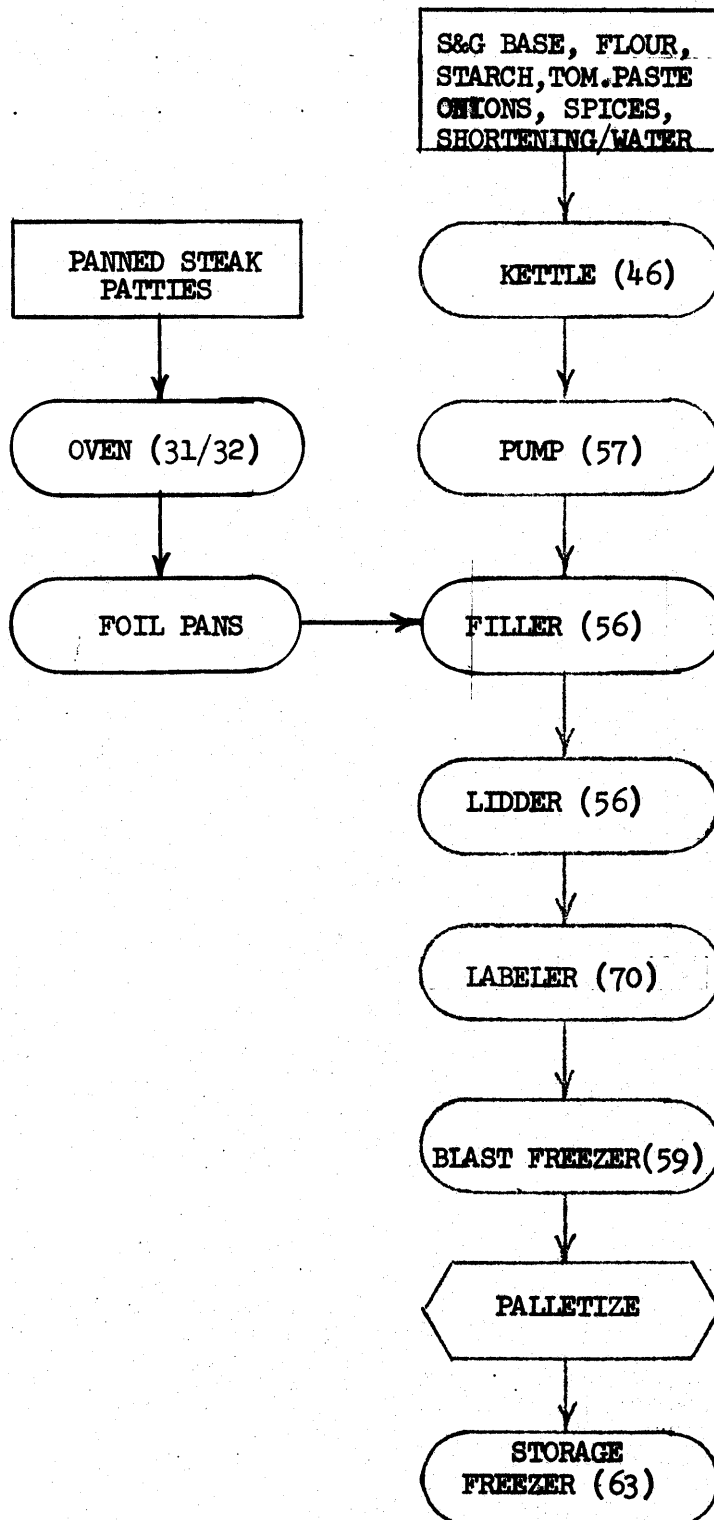 S&G BASE, FLOUR,
STARCH,TOM.PASTE
ONIONS, SPICES,
SHORTENING/WATER
PANNED STEAK
PATTIES
KETTLE (46)
OVEN (31/32)
PUMP (57)
FOIL PANS
FILLER (56)
LIDDER (56)
LABELER (70)
BLAST FREEZER(59)
PALLETIZE
STORAGE
FREEZER (63)